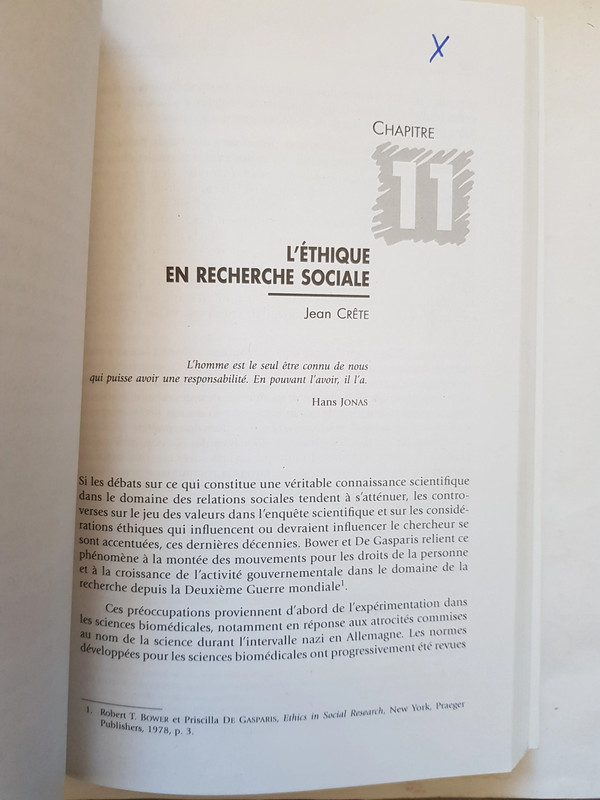 X
CHAPITRE
11
L'ÉTHIQUE
EN RECHERCHE SOCIALE
Jean CRÊTE
L'homme est le seul être connu de nous
qui puisse avoir une responsabilité. En pouvant l'avoir, il l'a.
Hans JONAS
Si les débats sur ce qui constitue une véritable connaissance scientifique
dans le domaine des relations sociales tendent à s'atténuer, les contro-
verses sur le jeu des valeurs dans l'enquête scientifique et sur les considé-
rations éthiques qui influencent ou devraient influencer le chercheur se
sont accentuées, ces dernières décennies. Bower et De Gasparis relient ce
phénomène à la montée des mouvements pour les droits de la personne
et à la croissance de l'activité gouvernementale dans le domaine de la
recherche depuis la Deuxième Guerre mondiale1.
Ces préoccupations proviennent d'abord de l'expérimentation dans
les sciences biomédicales, notamment en réponse aux atrocités commises
au nom de la science durant l'intervalle nazi en Allemagne. Les normes
développées pour les sciences biomédicales ont progressivement été revues
1. Robert T. BOWER et Priscilla DE GASPARIS, Ethics in Social Research, New York, Praeger
Publishers, 1978, p. 3.